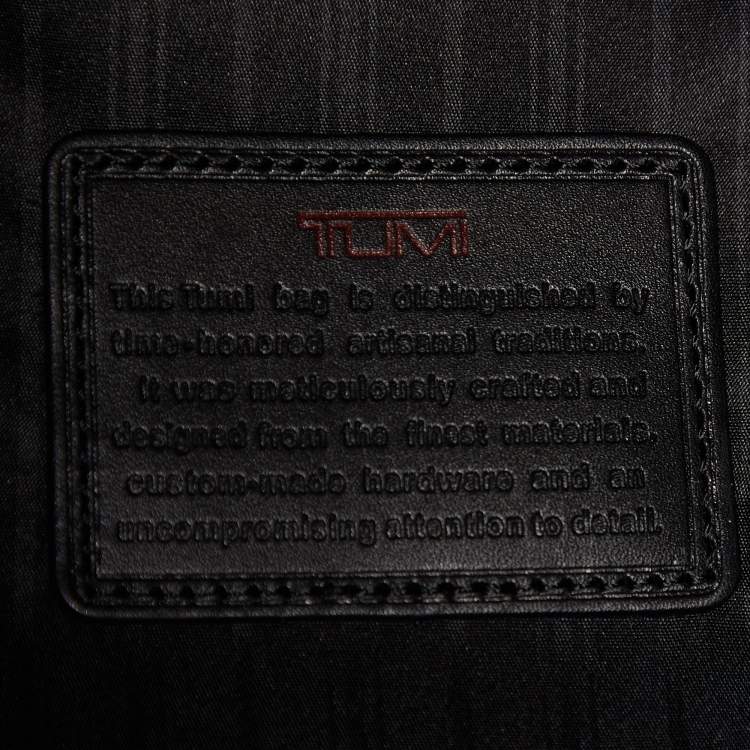 TUMI
This Tumi bag is distinguished by
time-honored artisanal traditions.
It was meticulously crafted and
designed from the finest materials,
custom-made hardware and an
uncompromising attention to detail.